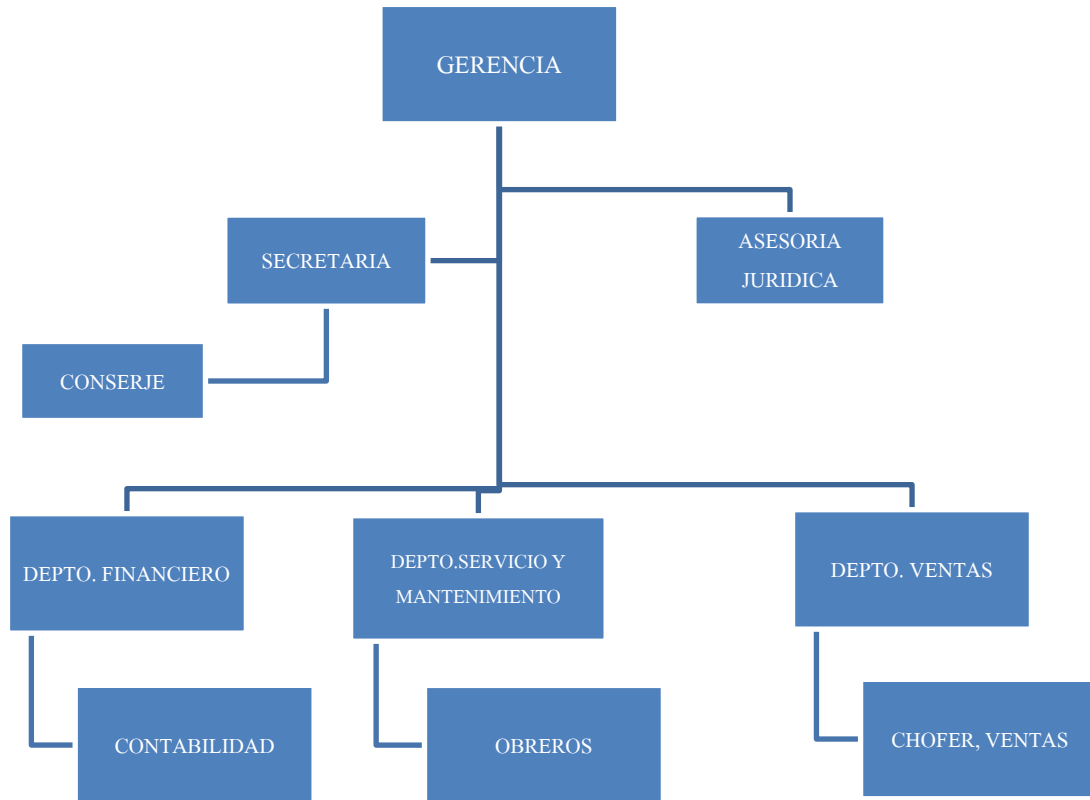 GERENCIA
SECRETARIA
ASESORIA
JURIDICA
CONSERJE
DEPTO. FINANCIERO
DEPTO.SERVICIO Y
MANTENIMIENTO
DEPTO. VENTAS
CONTABILIDAD
OBREROS
CHOFER, VENTAS